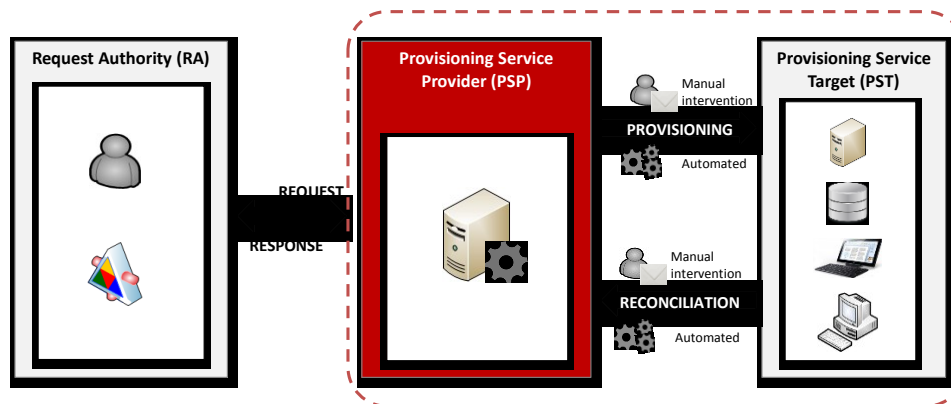 Request Authority (RA)
REQUEST
RESPONSE
Provisioning Service
Provider (PSP)
Manual
intervention
PROVISIONING
Automated
Manual
intervention
RECONCILIATION
Automated
Provisioning Service
Target (PST)